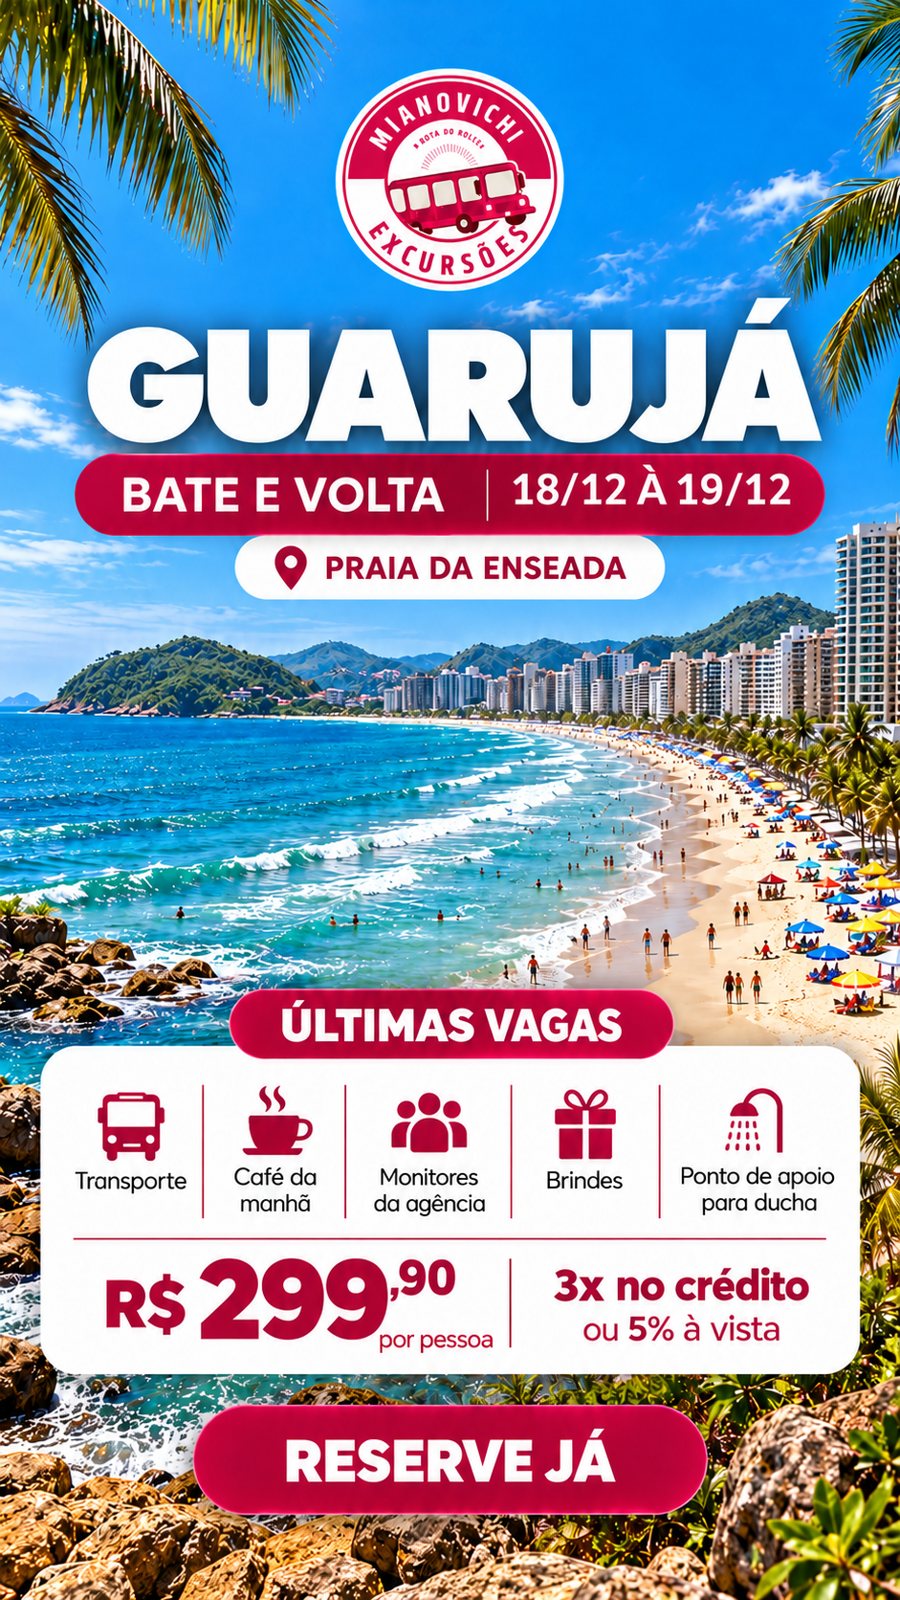 MIANOVICHI
BOTA DO ROLEZ
EXCURSÕES
GUARUJÁ
BATE E VOLTA
18/12 À 19/12
PRAIA DA ENSEADA
ÚLTIMAS VAGAS
Transporte
Café da
manhã
Monitores
da agência
Brindes
Ponto de apoio
para ducha
R$ 299,90
por pessoa
3x no crédito
ou 5% à vista
RESERVE JÁ